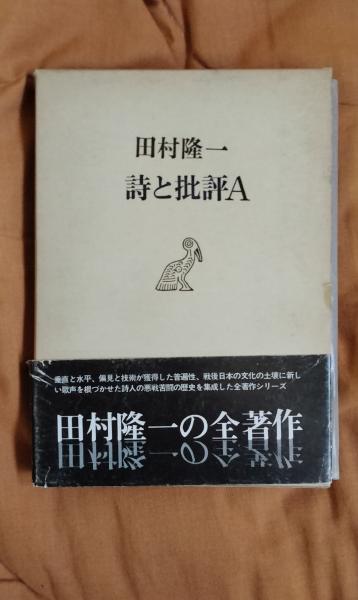 田村隆一
詩と批評A
垂直と水平、偏見と技術が獲得した普遍性、戦後日本の文化の土壌に新し
い歌声を根づかせた詩人の悪戦苦闘の歴史を集成した全著作シリーズ
田村隆一の全著作